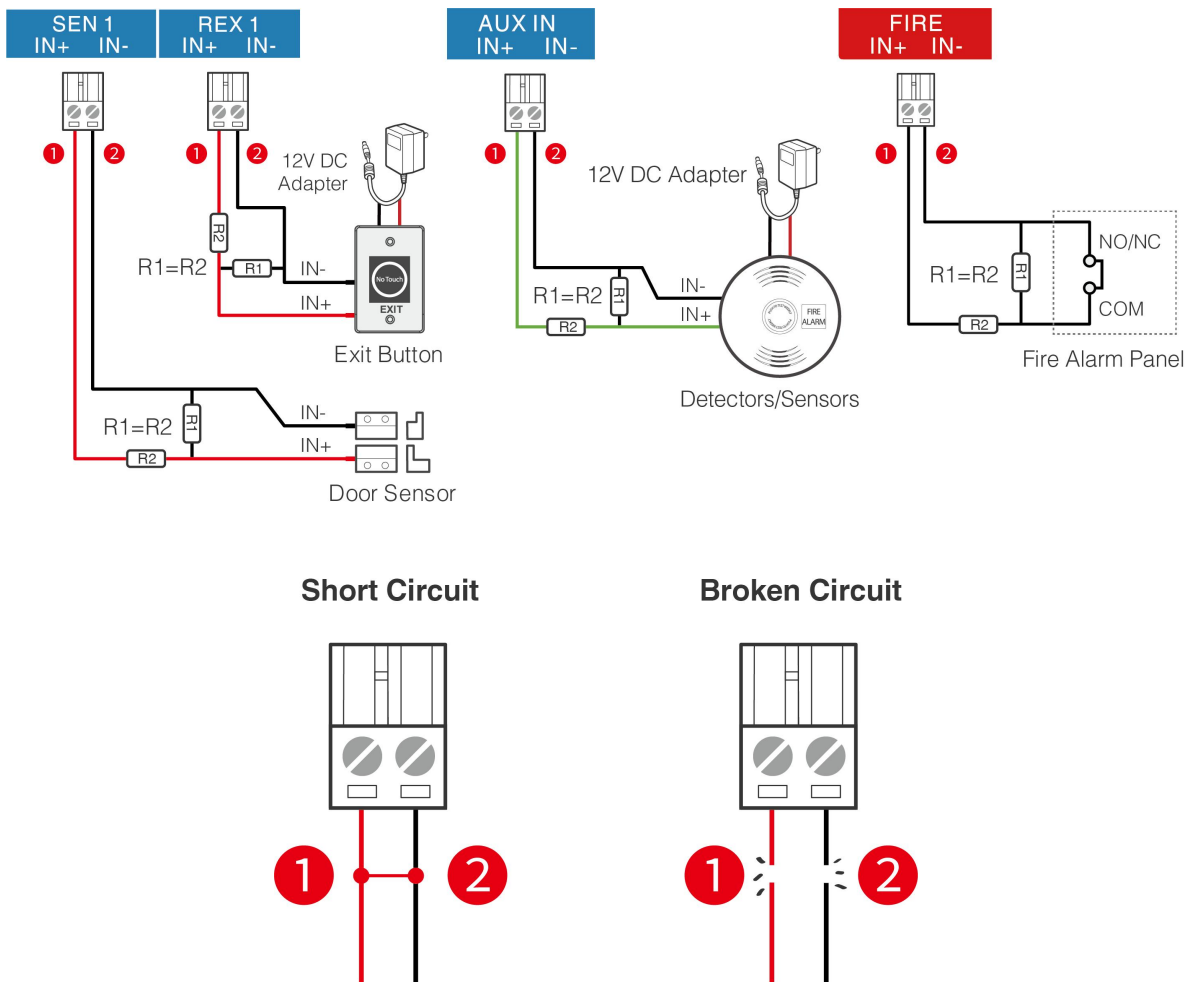 SEN 1
IN+ IN-
REX 1
IN+ IN-
AUX IN
IN+ IN-
FIRE
IN+ IN-
1 2
1 2
1 2
1 2
12V DC
Adapter
R2
R1=R2
R1
IN-
IN+
No Touch
EXIT
Exit Button
R1=R2
R1
R2
IN-
IN+
Door Sensor
12V DC Adapter
R1=R2
R1
R2
IN-
IN+
FIRE
ALARM
Detectors/Sensors
R1=R2
R1
R2
NO/NC
COM
Fire Alarm Panel
Short Circuit
1 2
Broken Circuit
1 2